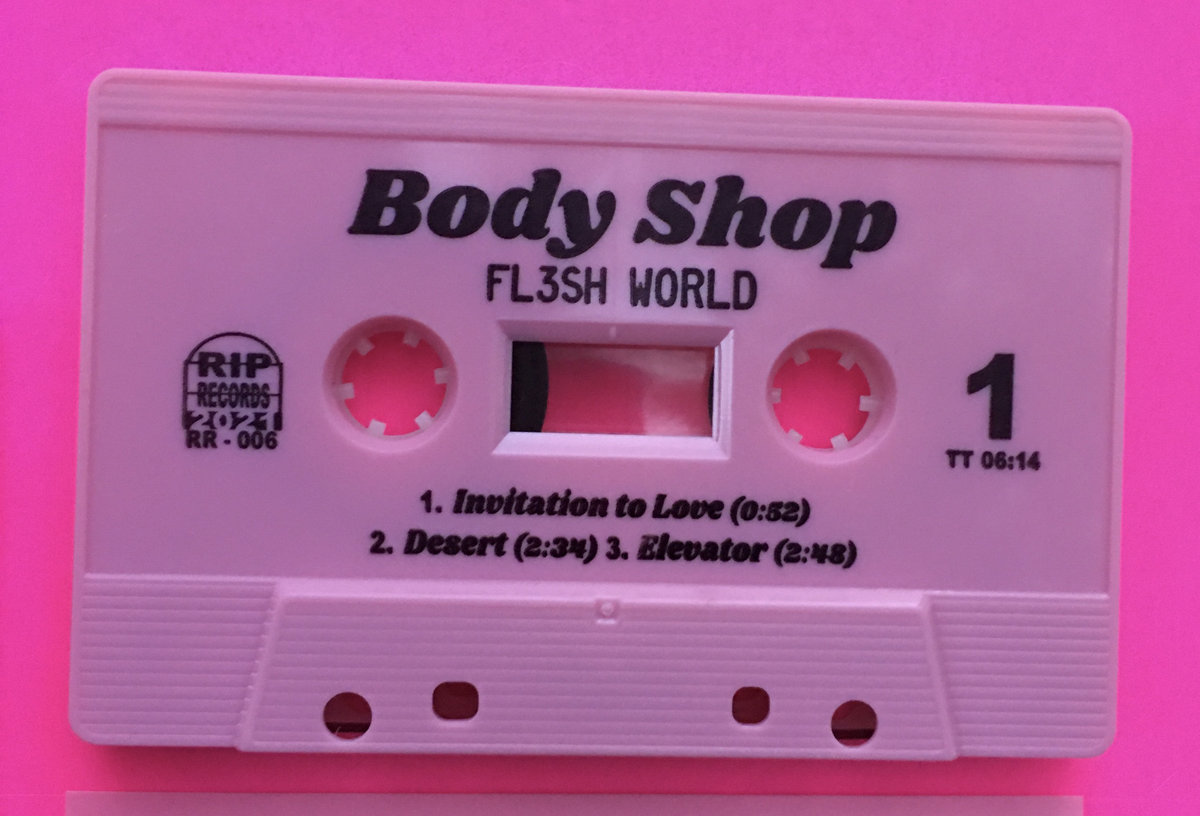 Body Shop
FL3SH WORLD
RIP
RECORDS
2021
RR - 006
1
TT 06:14
1. Invitation to Love (0:52)
2. Desert (2:34) 3. Elevator (2:48)